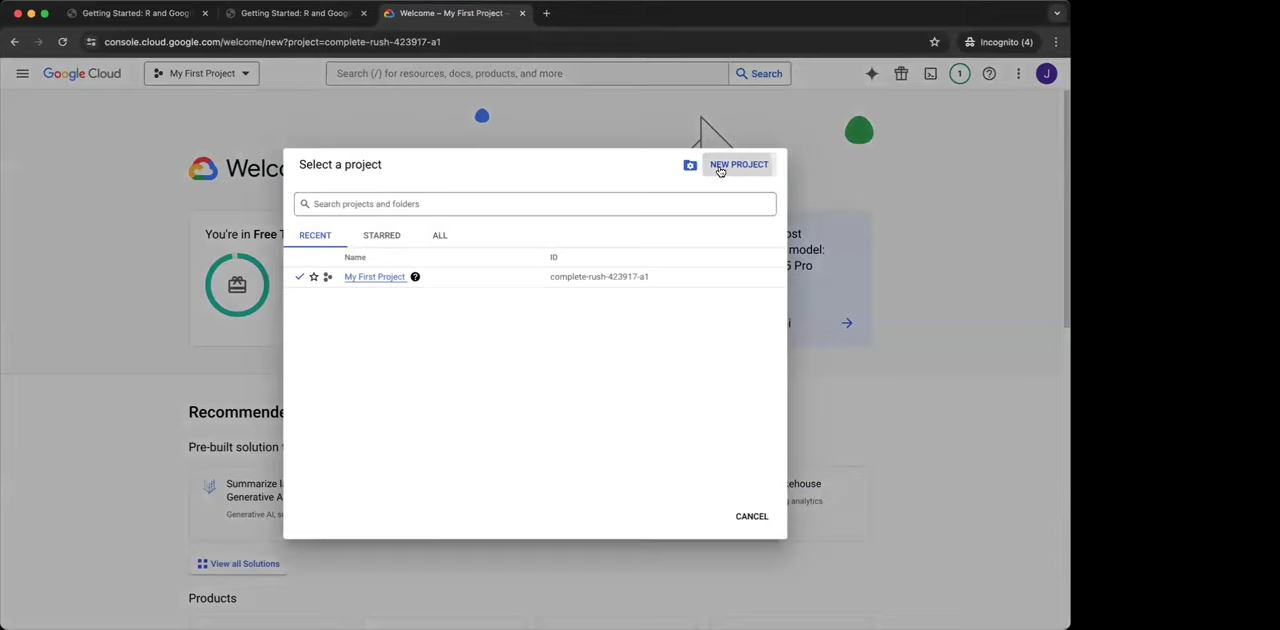 Getting Started: R and Goog
Getting Started: R and Goog
Welcome – My First Project –
console.cloud.google.com/welcome/new?project=complete-rush-423917-a1
Incognito (4)
Google Cloud
My First Project
Search (/) for resources, docs, products, and more
Search
1
J
Welc
Select a project
NEW PROJECT
Search projects and folders
You're in Free T
RECENT
STARRED
ALL
ost
model:
5 Pro
Name
ID
My First Project
complete-rush-423917-a1
i
Recommende
Pre-built solution t
Summarize l
Generative A
Generative AI, s
ehouse
g analytics
CANCEL
View all Solutions
Products